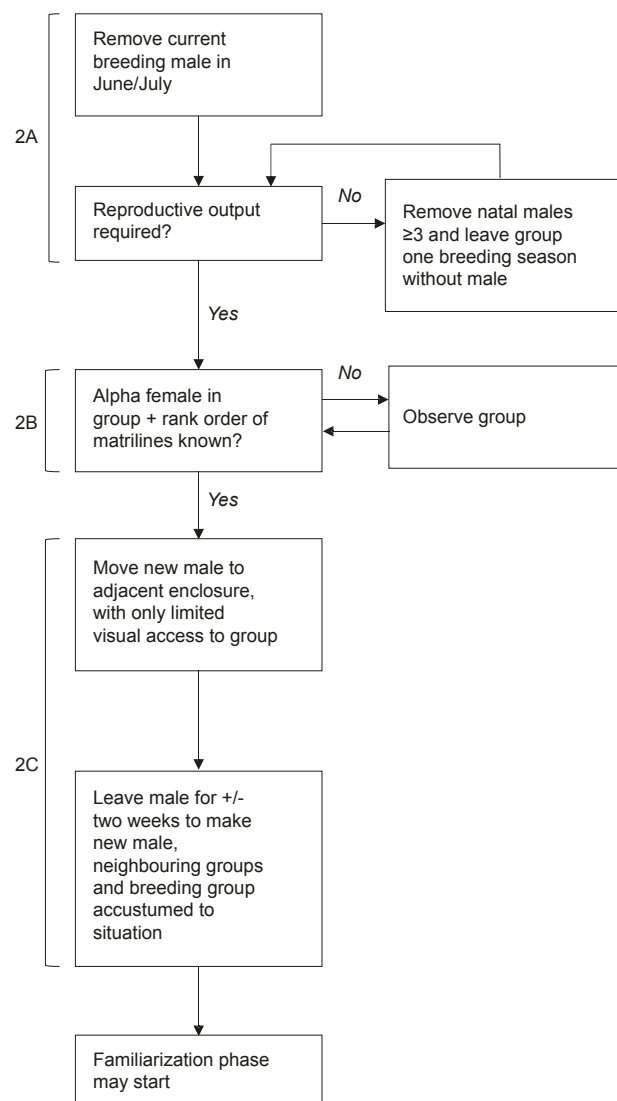 Remove current
breeding male in
June/July
2A
Reproductive output
required?
No
Remove natal males
≥3 and leave group
one breeding season
without male
Yes
2B
Alpha female in
group + rank order of
matrilines known?
No
Observe group
Yes
Move new male to
adjacent enclosure,
with only limited
visual access to group
2C
Leave male for +/-
two weeks to make
new male,
neighbouring groups
and breeding group
accustumed to
situation
Familiarization phase
may start